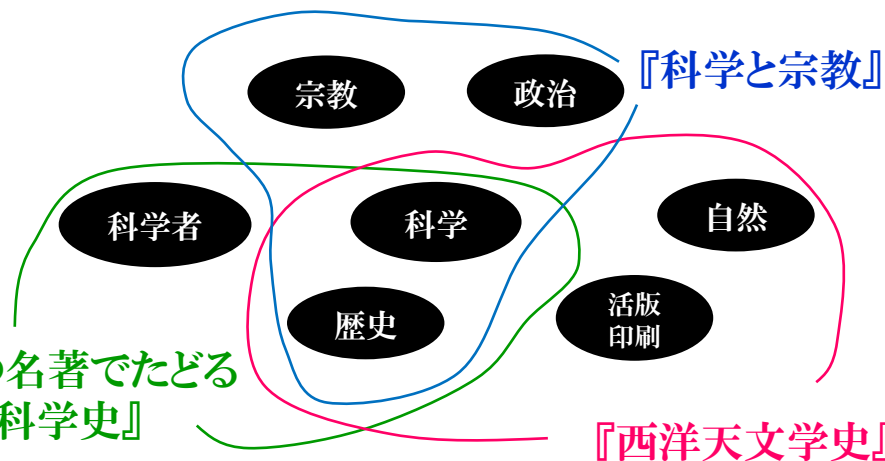 『科学と宗教』
宗教
政治
科学者
科学
自然
歴史
活版
印刷
名著でたどる
科学史』
『西洋天文学史』